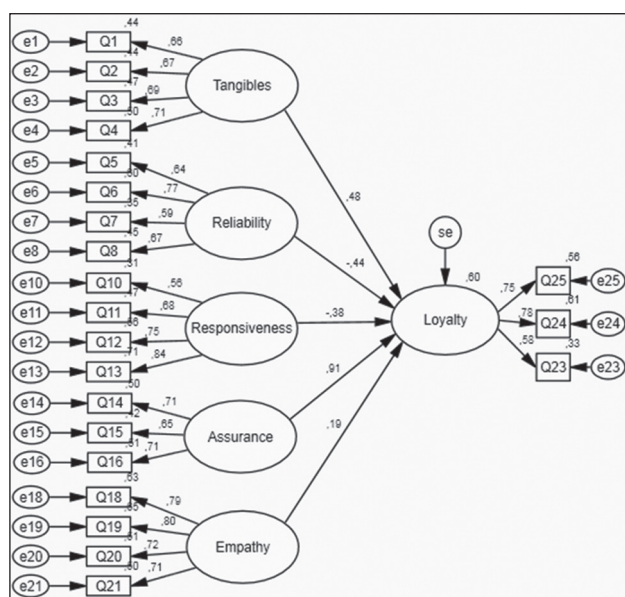 ,44
e1 Q1 ,66
,44
e2 Q2 ,67
,47
e3 Q3 ,69
Tangibles
,50
e4 Q4 ,71
,41
e5 Q5 ,64
,60
e6 Q6 ,77
,35
e7 Q7 ,59
Reliability
,45
e8 Q8 ,67
,31
e10 Q10 ,56
,47
e11 Q11 ,68
,56
e12 Q12 ,75
Responsiveness
,71
e13 Q13 ,84
,50
e14 Q14 ,71
,42
e15 Q15 ,65
Assurance
,51
e16 Q16 ,71
,63
e18 Q18 ,79
,65
e19 Q19 ,80
,51
e20 Q20 ,72
Empathy
,50
e21 Q21 ,71
,48
-,44
-,38
,91
,19
se
,60
Loyalty
,56
,75 Q25 e25
,61
,78 Q24 e24
,33
,58 Q23 e23